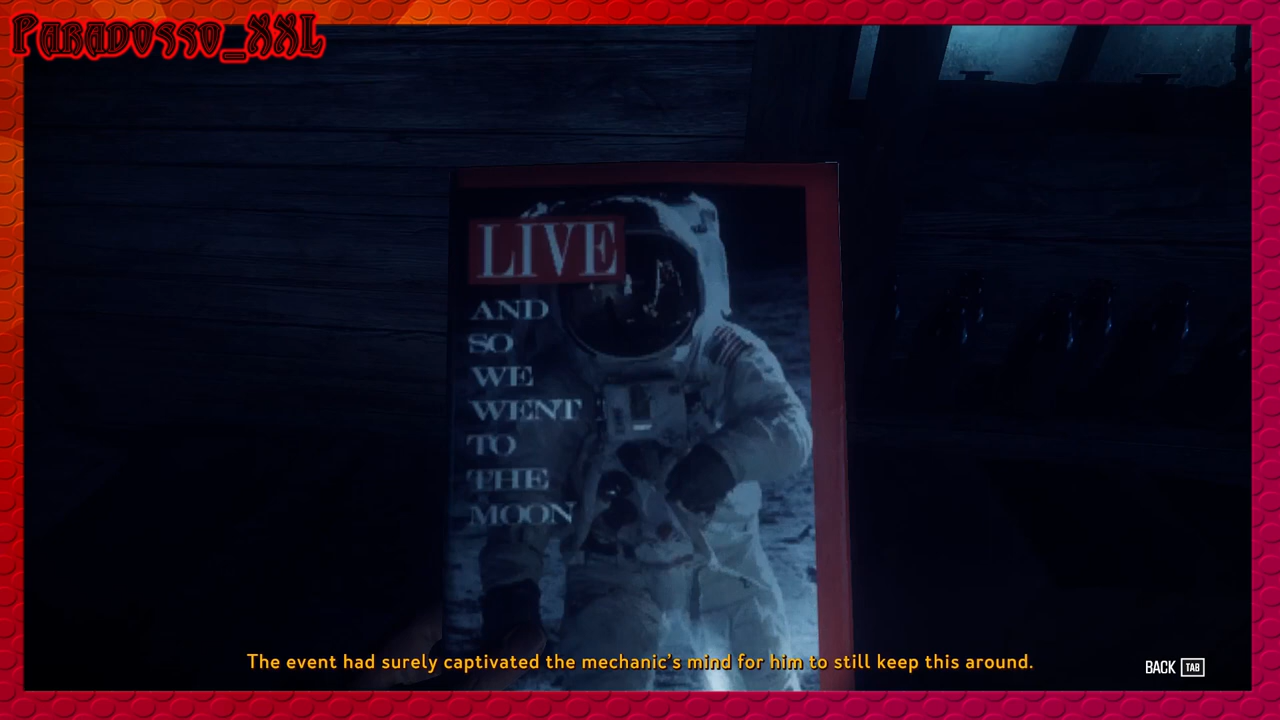 Paradosso_XXL
LIVE
AND
SO
WE
WENT
TO
THE
MOON
The event had surely captivated the mechanic's mind for him to still keep this around.
BACK TAB